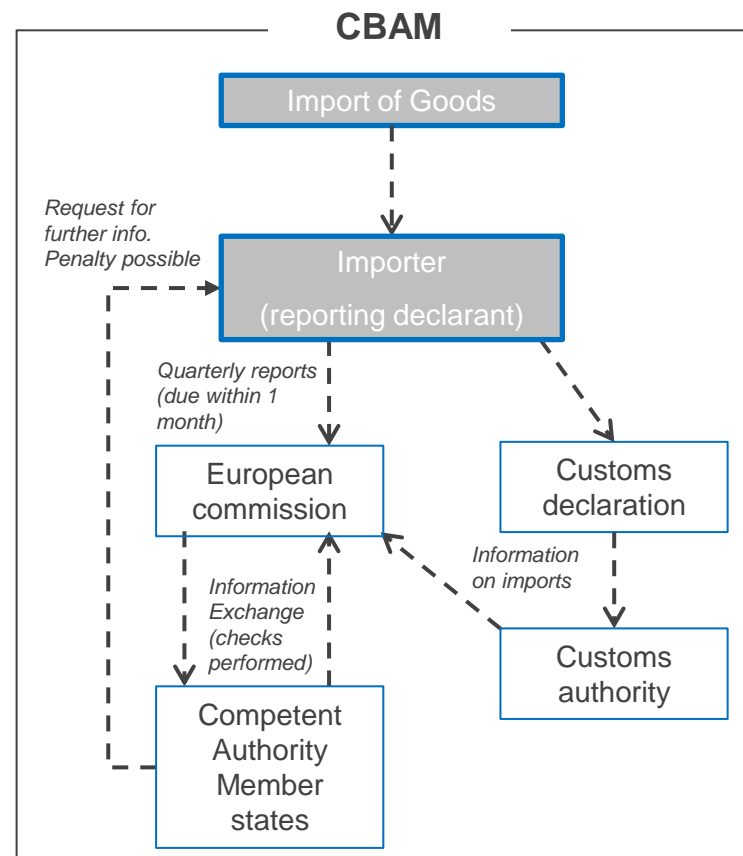 CBAM
Import of Goods
Request for
further info.
Penalty possible
Importer
(reporting declarant)
Quarterly reports
(due within 1
month)
European
commission
Customs
declaration
Information
on imports
Information
Exchange
(checks
performed)
Customs
authority
Competent
Authority
Member
states